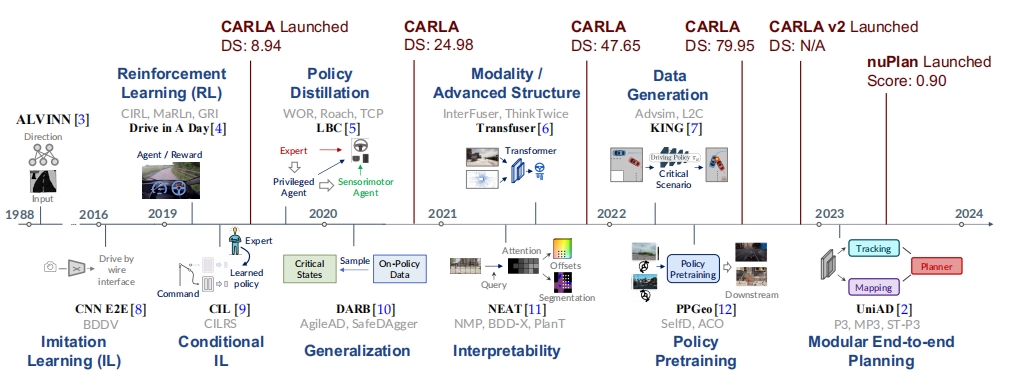 CARLA Launched
DS: 8.94
CARLA
DS: 24.98
CARLA
DS: 47.65
CARLA
DS: 79.95
CARLA v2 Launched
DS: N/A
nuPlan Launched
Score: 0.90
ALVINN [3]
Direction
Input
Reinforcement
Learning (RL)
CIRL, MaRLn, GRI
Drive in A Day[4]
Agent / Reward
Policy
Distillation
WOR, Roach, TCP
LBC [5]
Expert
Privileged
Agent
Sensorimotor
Agent
Modality /
Advanced Structure
InterFuser, ThinkTwice
Transfuser [6]
Transformer
Data
Generation
Advsim, L2C
KING [7]
Driving Policy
Critical
Scenario
1988
2016
2019
2020
2021
2022
2023
2024
Drive by
wire
interface
CNN E2E [8]
BDDV
Imitation
Learning (IL)
Expert
Learned
policy
Command
CIL [9]
CILRS
Conditional
IL
Critical
States
Sample
On-Policy
Data
DARB [10]
AgileAD, SafeDAgger
Generalization
Attention
Query
Offsets
Segmentation
NEAT [11]
NMP, BDD-X, PlanT
Interpretability
Policy
Pretraining
Downstream
PPGeo [12]
SelfD, ACO
Policy
Pretraining
Tracking
Mapping
Planner
UniAD [2]
P3, MP3, ST-P3
Modular End-to-end
Planning